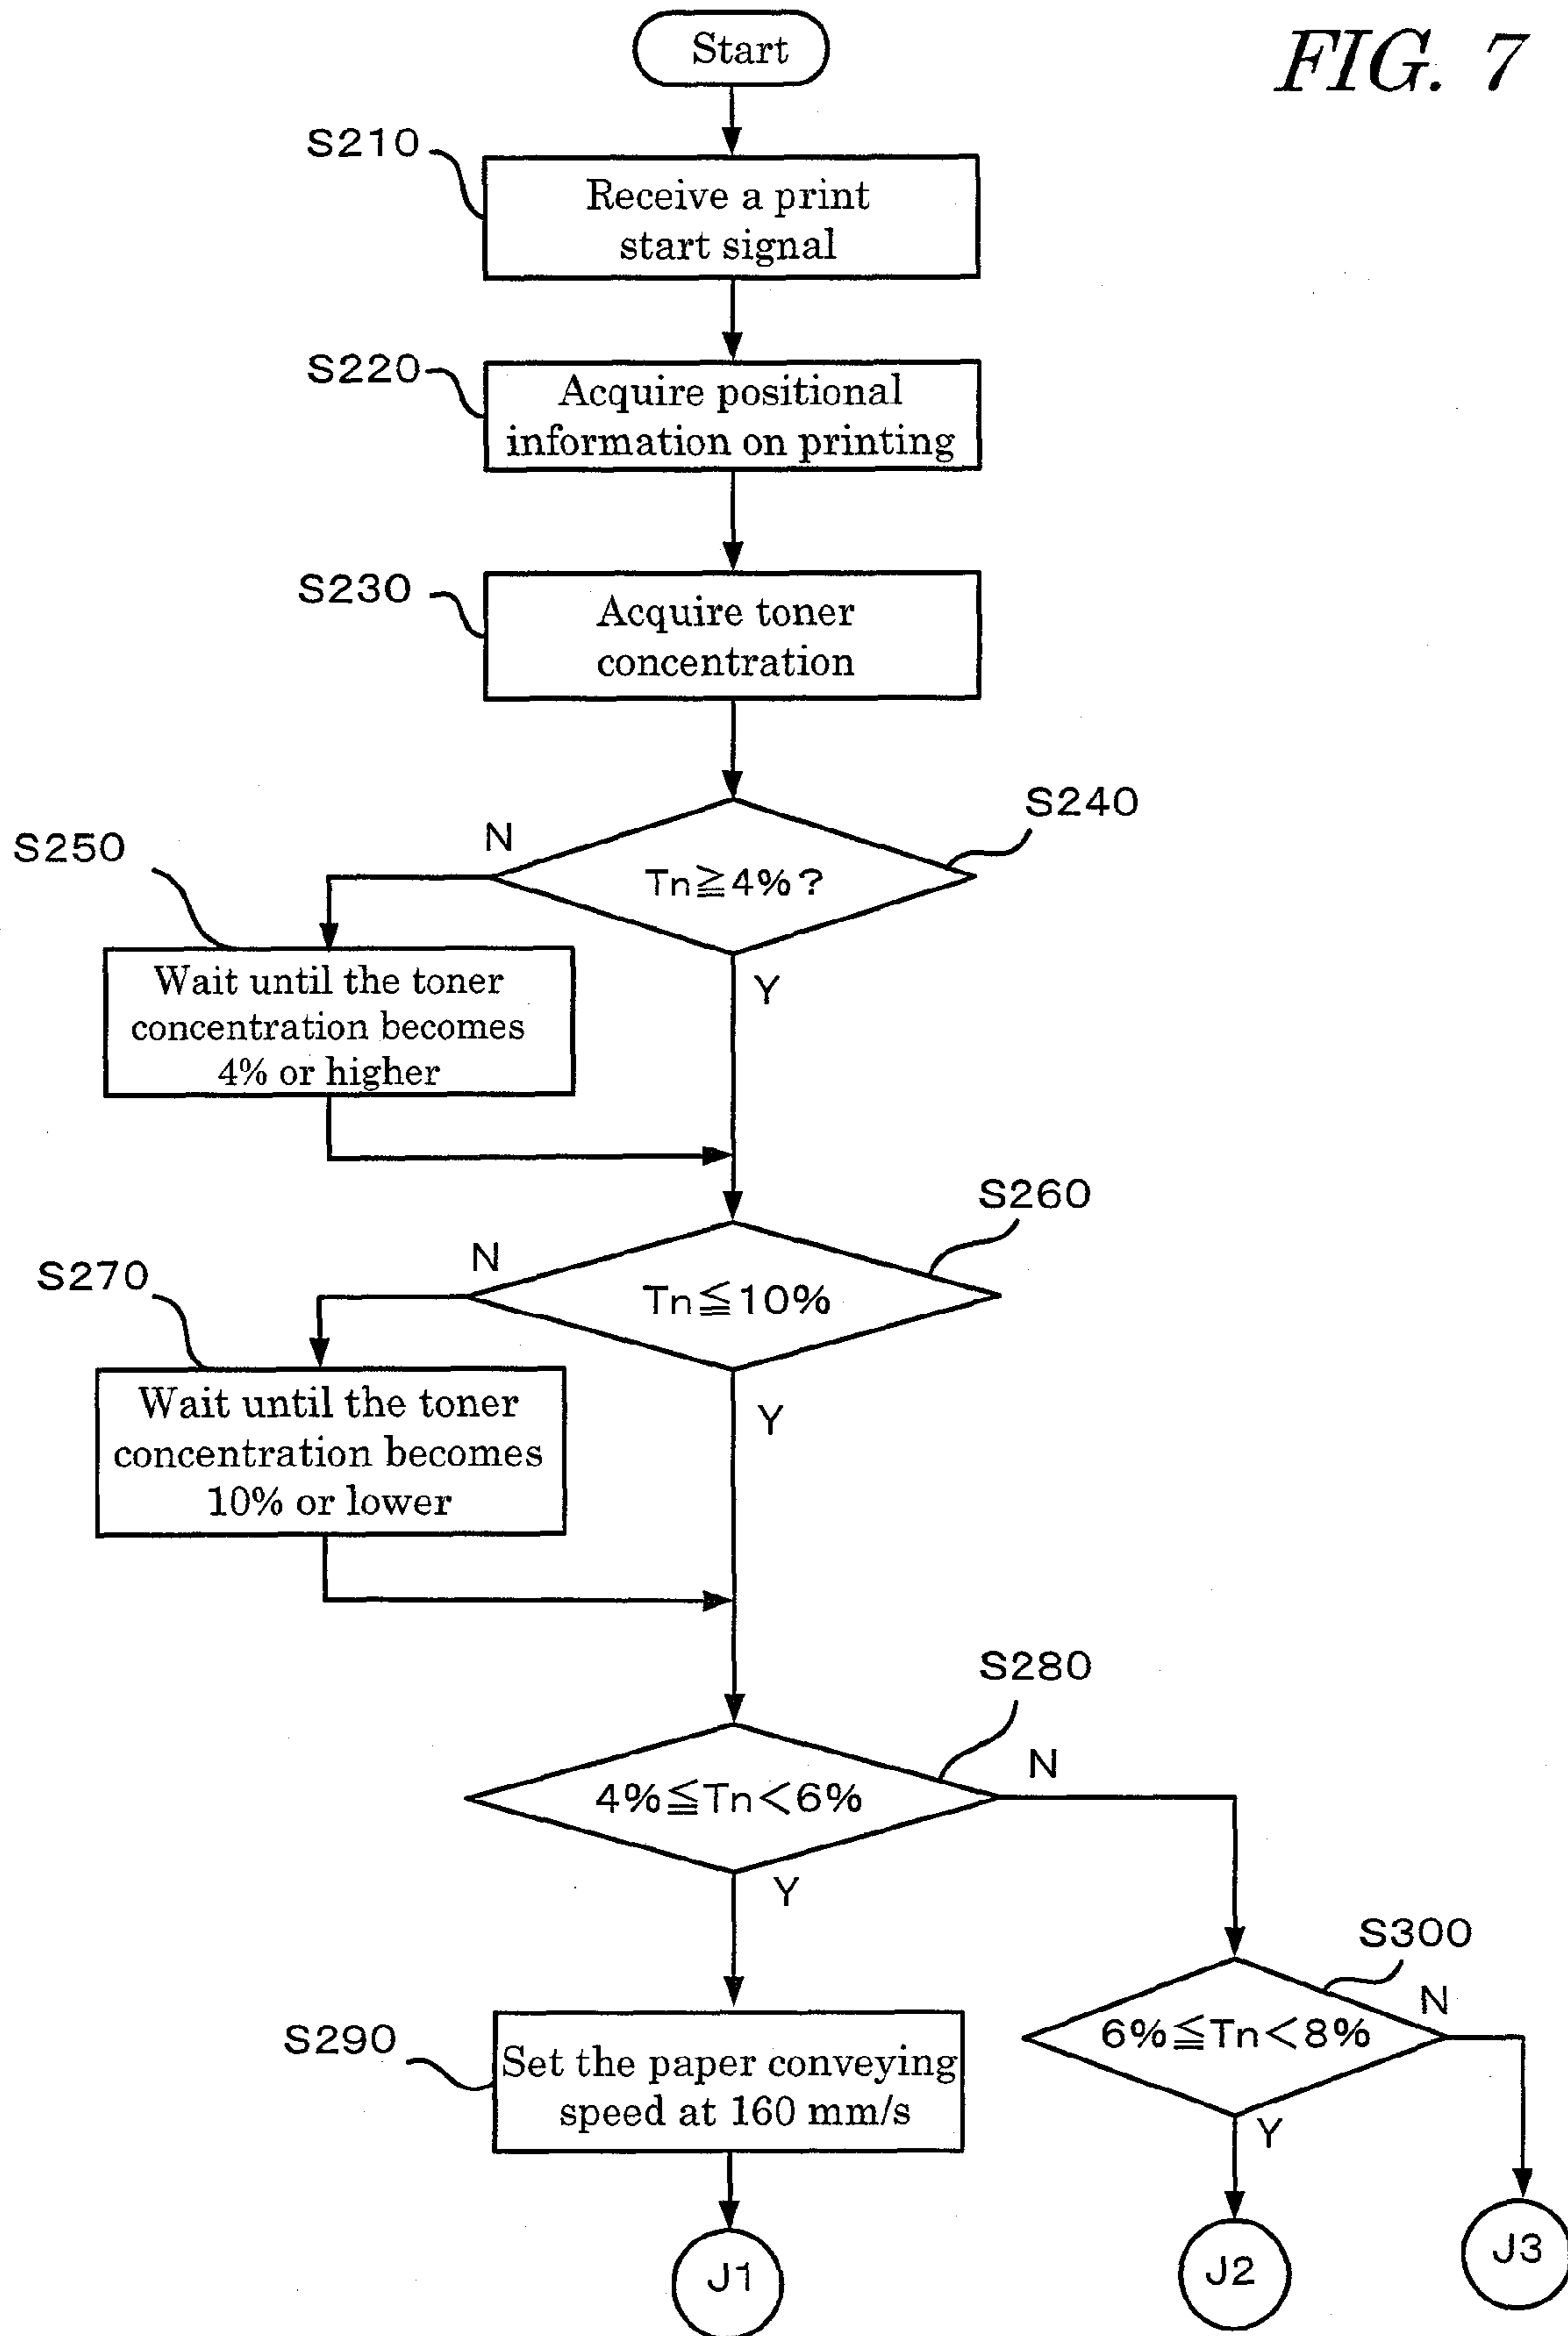 FIG. 7
Start
S210
Receive a print
start signal
S220
Acquire positional
information on printing
S230
Acquire toner
concentration
S240
Tn≧4%?
N
Y
S250
Wait until the toner
concentration becomes
4% or higher
S260
Tn≦10%
N
Y
S270
Wait until the toner
concentration becomes
10% or lower
S280
4%≦Tn<6%
N
Y
S290
Set the paper conveying
speed at 160 mm/s
S300
6%≦Tn<8%
N
Y
J1
J2
J3